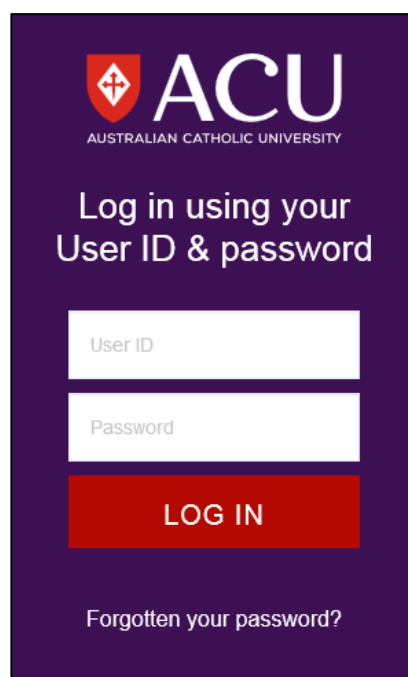 ACU
AUSTRALIAN CATHOLIC UNIVERSITY
Log in using your
User ID & password
User ID
Password
LOG IN
Forgotten your password?